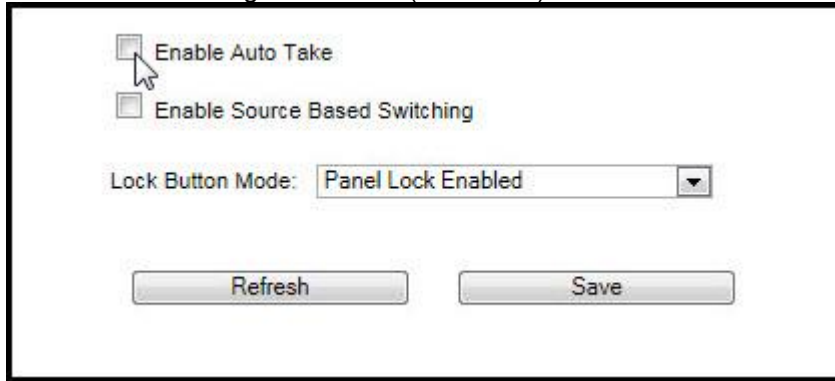 Enable Auto Take
Enable Source Based Switching
Lock Button Mode: Panel Lock Enabled
Refresh Save